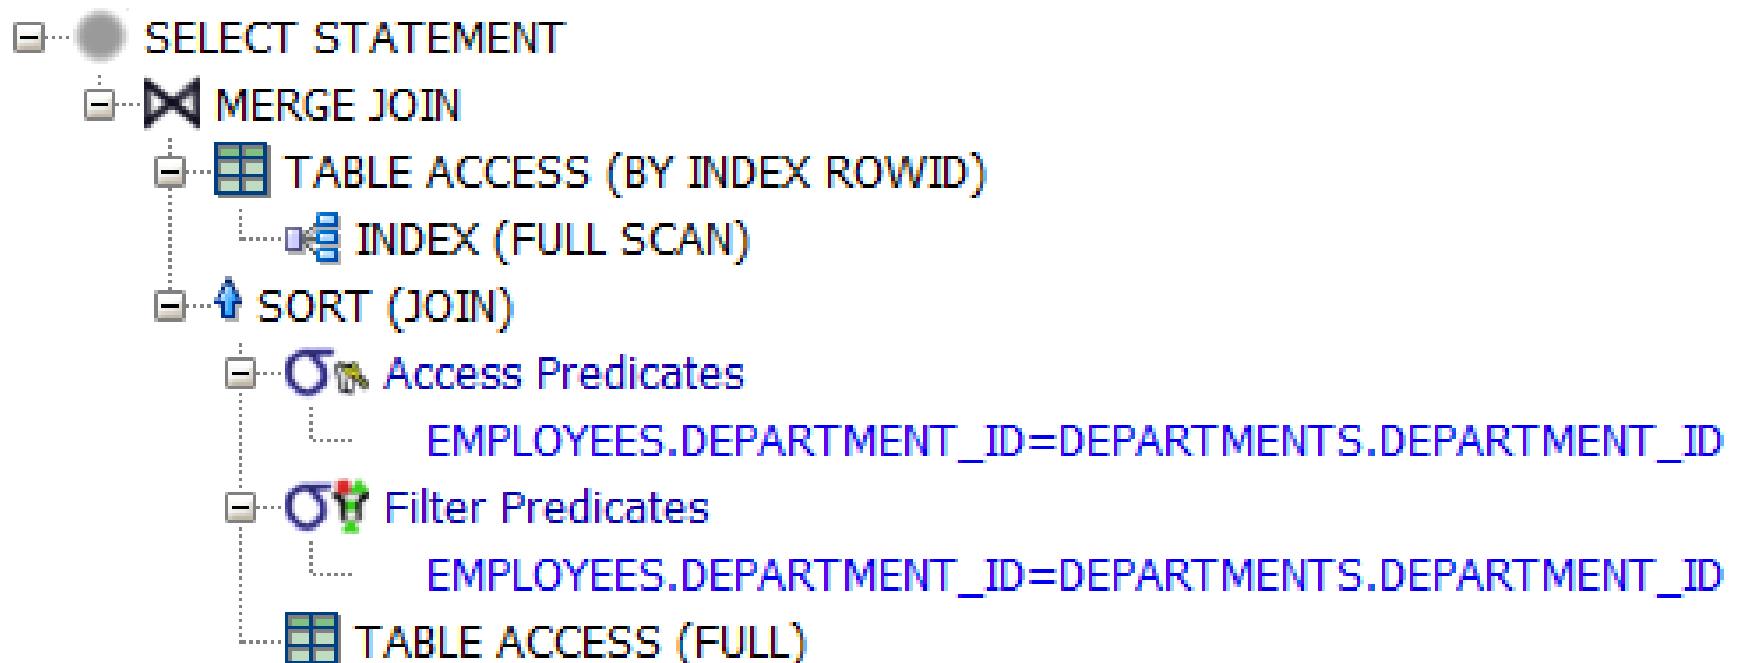 SELECT STATEMENT
MERGE JOIN
TABLE ACCESS (BY INDEX ROWID)
INDEX (FULL SCAN)
SORT (JOIN)
Access Predicates
EMPLOYEES.DEPARTMENT_ID=DEPARTMENTS.DEPARTMENT_ID
Filter Predicates
EMPLOYEES.DEPARTMENT_ID=DEPARTMENTS.DEPARTMENT_ID
TABLE ACCESS (FULL)